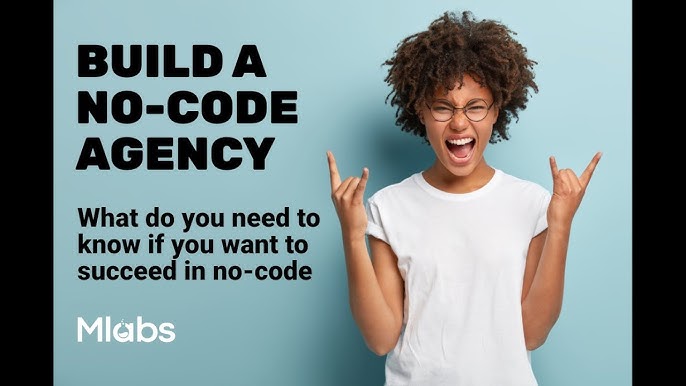 BUILD A
NO-CODE
AGENCY
What do you need to
know if you want to
succeed in no-code
Mlabs